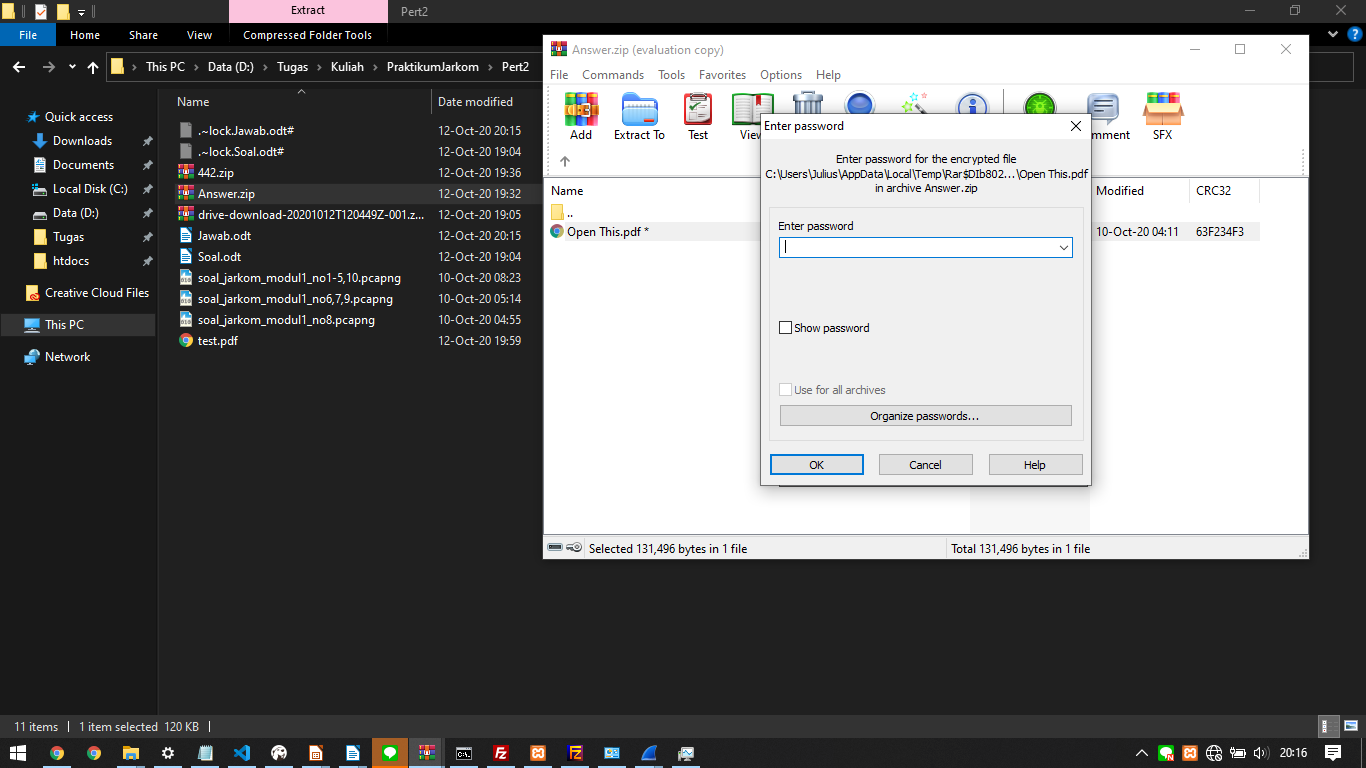 Extract
Pert2
File
Home
Share
View
Compressed Folder Tools
This PC
Data (D:)
Tugas
Kuliah
PraktikumJarkom
Pert2
Quick access
Downloads
Documents
Local Disk (C:)
Data (D:)
Tugas
htdocs
Creative Cloud Files
This PC
Network
Name
Date modified
.~lock.Jawab.odt#
12-Oct-20 20:15
.~lock.Soal.odt#
12-Oct-20 19:04
442.zip
12-Oct-20 19:36
Answer.zip
12-Oct-20 19:32
drive-download-20201012T120449Z-001.z...
12-Oct-20 19:05
Jawab.odt
12-Oct-20 20:15
Soal.odt
12-Oct-20 19:04
soal_jarkom_modul1_no1-5,10.pcapng
10-Oct-20 08:23
soal_jarkom_modul1_no6,7,9.pcapng
10-Oct-20 05:14
soal_jarkom_modul1_no8.pcapng
10-Oct-20 04:55
test.pdf
12-Oct-20 19:59
Answer.zip (evaluation copy)
File
Commands
Tools
Favorites
Options
Help
Add
Extract To
Test
View
mment
SFX
Name
Modified
CRC32
..
Open This.pdf *
10-Oct-20 04:11
63F234F3
Enter password
Enter password for the encrypted file
C:\Users\Julius\AppData\Local\Temp\Rar$DIb802...\Open This.pdf
in archive Answer.zip
Enter password
Show password
Use for all archives
Organize passwords...
OK
Cancel
Help
Selected 131,496 bytes in 1 file
Total 131,496 bytes in 1 file
11 items
1 item selected 120 KB
20:16